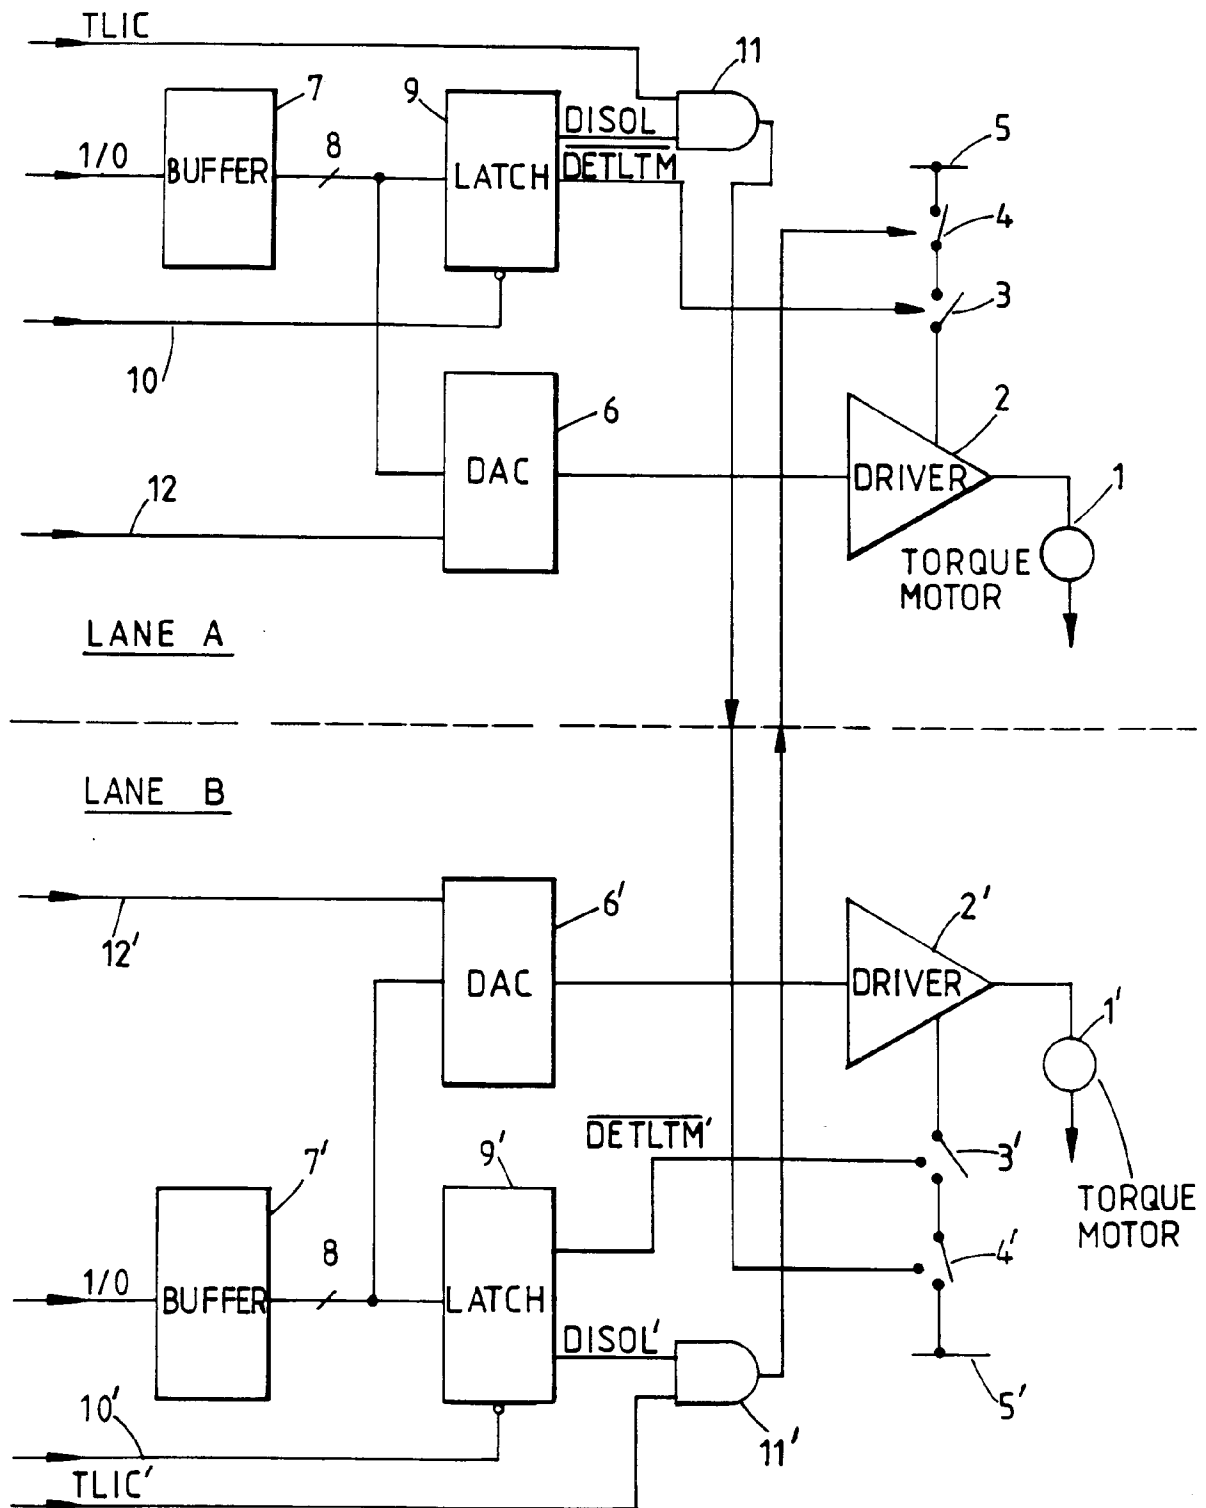 TLIC
11
7
9
DISOL
5
1/0
BUFFER
8
LATCH
DETLTM
4
3
10
6
2
12
DAC
DRIVER
1
TORQUE
MOTOR
LANE A
LANE B
12'
6'
2'
DAC
DRIVER
1'
DETLTM'
7'
9'
3'
TORQUE
MOTOR
8
4'
1/0
BUFFER
LATCH
DISOL'
5'
10'
11'
TLIC'